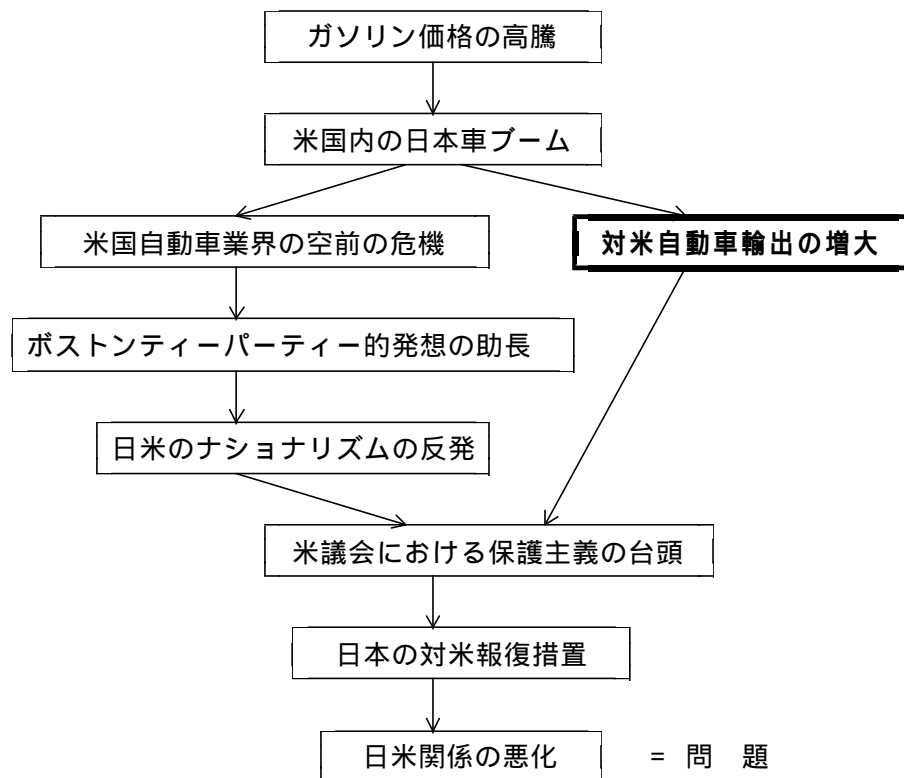 ガソリン価格の高騰
米国内の日本車ブーム
米国自動車業界の空前の危機
対米自動車輸出の増大
ボストンティーパーティー的発想の助長
日米のナショナリズムの反発
米議会における保護主義の台頭
日本の対米報復措置
日米関係の悪化 = 問 題